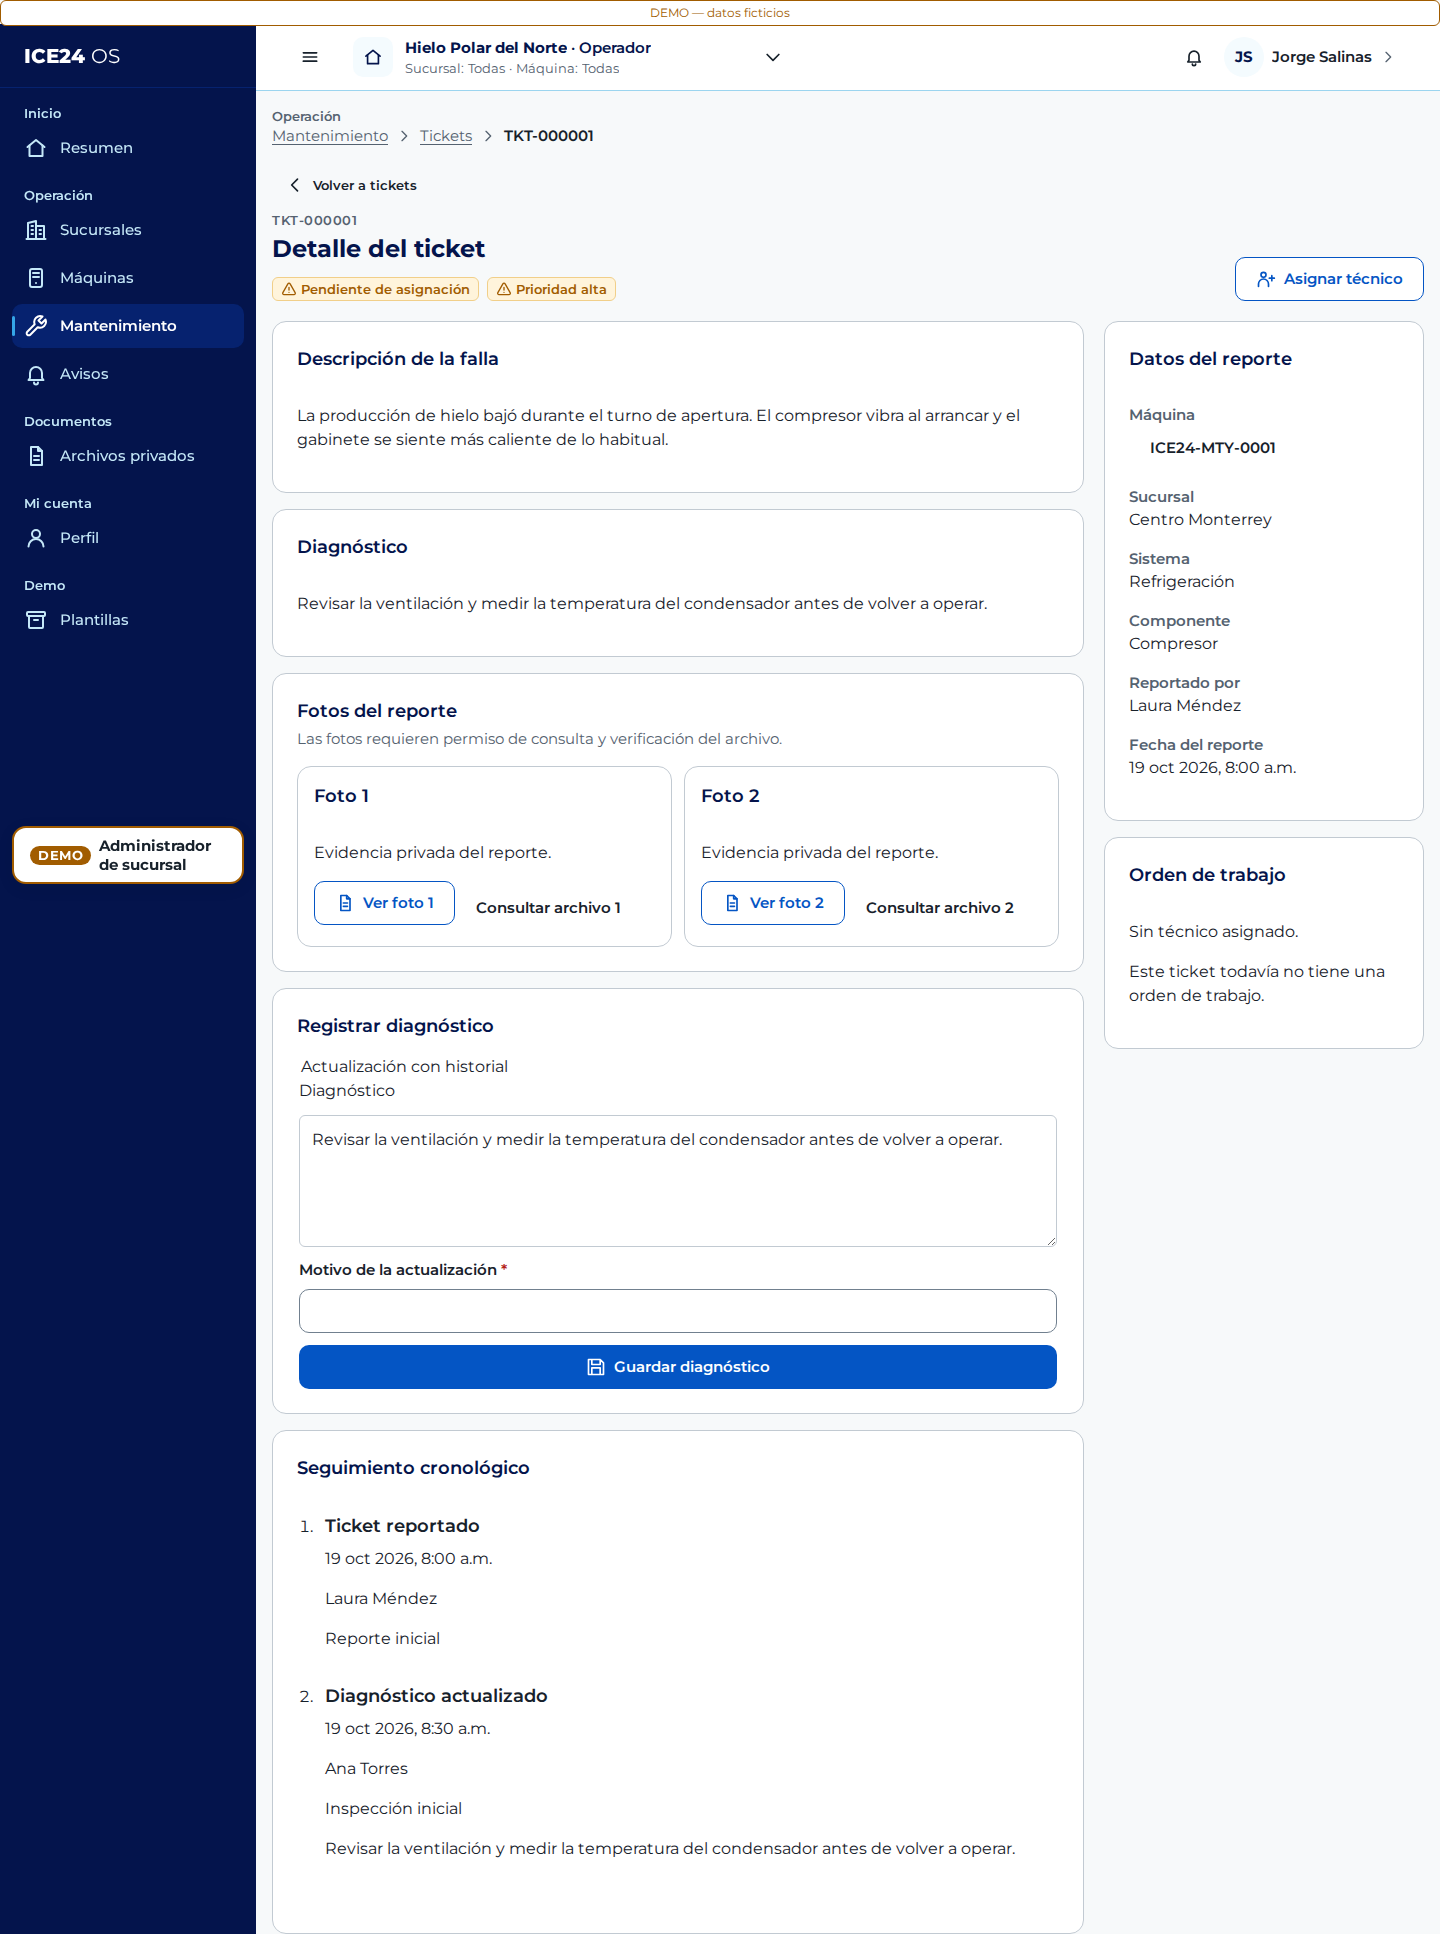 DEMO — datos ficticios
ICE24 OS
Inicio
Resumen
Operación
Sucursales
Máquinas
Mantenimiento
Avisos
Documentos
Archivos privados
Mi cuenta
Perfil
Demo
Plantillas
DEMO Administrador
de sucursal
Hielo Polar del Norte · Operador
Sucursal: Todas · Máquina: Todas
JS Jorge Salinas
Operación
Mantenimiento Tickets TKT-000001
Volver a tickets
TKT-000001
Detalle del ticket
Pendiente de asignación Prioridad alta
Asignar técnico
Descripción de la falla
La producción de hielo bajó durante el turno de apertura. El compresor vibra al arrancar y el
gabinete se siente más caliente de lo habitual.
Diagnóstico
Revisar la ventilación y medir la temperatura del condensador antes de volver a operar.
Fotos del reporte
Las fotos requieren permiso de consulta y verificación del archivo.
Foto 1
Evidencia privada del reporte.
Ver foto 1 Consultar archivo 1
Foto 2
Evidencia privada del reporte.
Ver foto 2 Consultar archivo 2
Registrar diagnóstico
Actualización con historial
Diagnóstico
Revisar la ventilación y medir la temperatura del condensador antes de volver a operar.
Motivo de la actualización *
Guardar diagnóstico
Seguimiento cronológico
1. Ticket reportado
19 oct 2026, 8:00 a.m.
Laura Méndez
Reporte inicial
2. Diagnóstico actualizado
19 oct 2026, 8:30 a.m.
Ana Torres
Inspección inicial
Revisar la ventilación y medir la temperatura del condensador antes de volver a operar.
Datos del reporte
Máquina
ICE24-MTY-0001
Sucursal
Centro Monterrey
Sistema
Refrigeración
Componente
Compresor
Reportado por
Laura Méndez
Fecha del reporte
19 oct 2026, 8:00 a.m.
Orden de trabajo
Sin técnico asignado.
Este ticket todavía no tiene una
orden de trabajo.